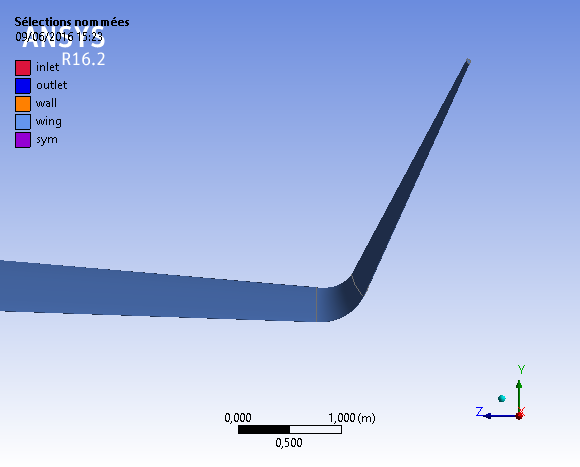 Sélections nommées
09/06/2016 15:23
ANSYS
R16.2
inlet
outlet
wall
wing
sym
0,000
1,000 (m)
0,500
Y
Z
X